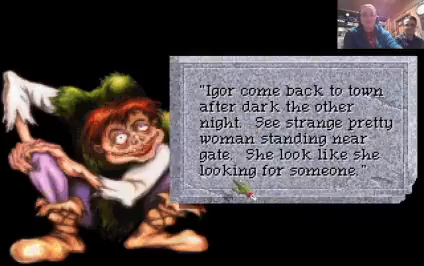 "Igor come back to town
after dark the other
night. See strange pretty
woman standing near
gate. She look like she
looking for someone."